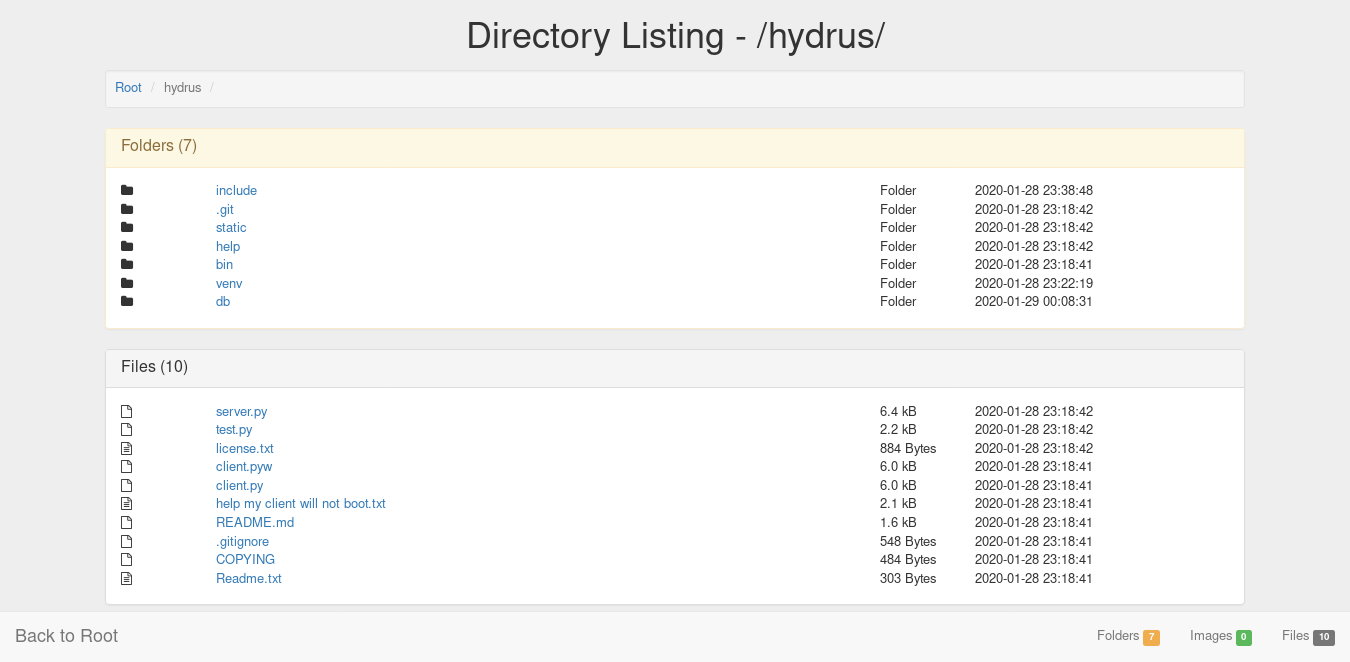 Directory Listing - /hydrus/
Root / hydrus /
Folders (7)
include Folder 2020-01-28 23:38:48
.git Folder 2020-01-28 23:18:42
static Folder 2020-01-28 23:18:42
help Folder 2020-01-28 23:18:42
bin Folder 2020-01-28 23:18:41
venv Folder 2020-01-28 23:22:19
db Folder 2020-01-29 00:08:31
Files (10)
server.py 6.4 kB 2020-01-28 23:18:42
test.py 2.2 kB 2020-01-28 23:18:42
license.txt 884 Bytes 2020-01-28 23:18:42
client.pyw 6.0 kB 2020-01-28 23:18:41
client.py 6.0 kB 2020-01-28 23:18:41
help my client will not boot.txt 2.1 kB 2020-01-28 23:18:41
README.md 1.6 kB 2020-01-28 23:18:41
.gitignore 548 Bytes 2020-01-28 23:18:41
COPYING 484 Bytes 2020-01-28 23:18:41
Readme.txt 303 Bytes 2020-01-28 23:18:41
Back to Root Folders 7 Images 0 Files 10